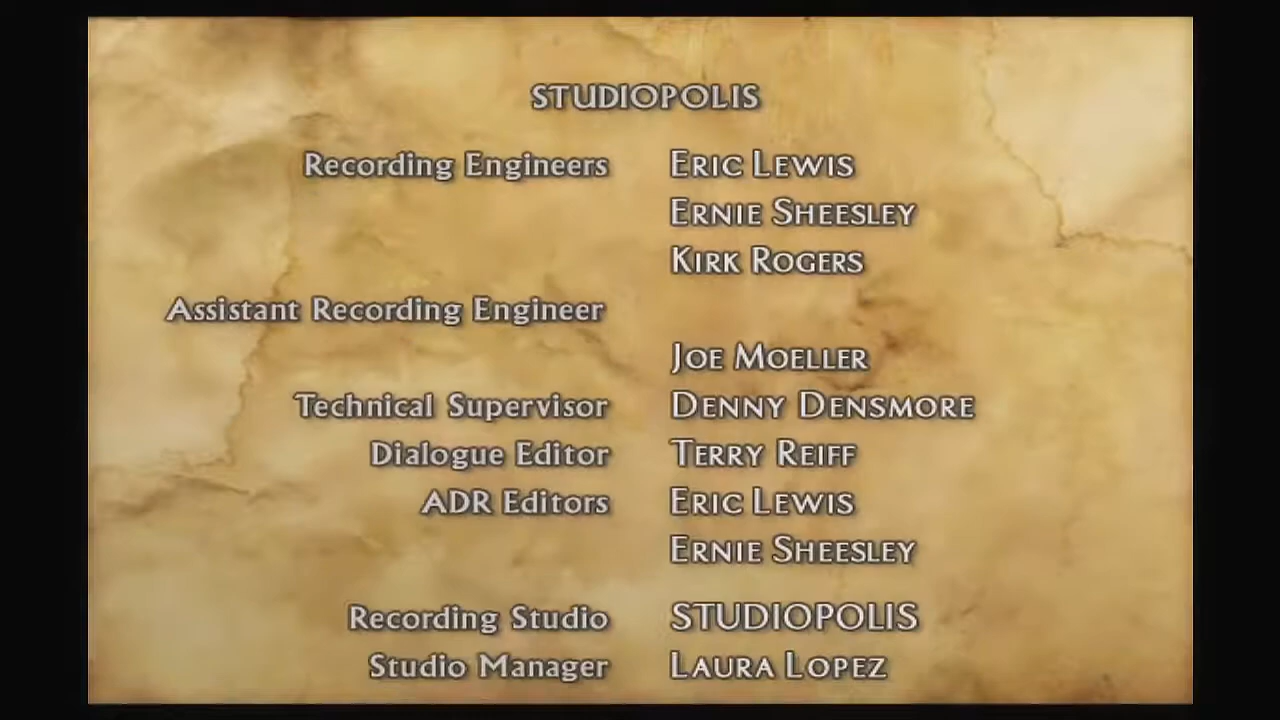 STUDIOPOLIS
Recording Engineers ERIC LEWIS
ERNIE SHEESLEY
KIRK ROGERS
Assistant Recording Engineer
JOE MOELLER
Technical Supervisor DENNY DENSMORE
Dialogue Editor TERRY REIFF
ADR Editors ERIC LEWIS
ERNIE SHEESLEY
Recording Studio STUDIOPOLIS
Studio Manager LAURA LOPEZ